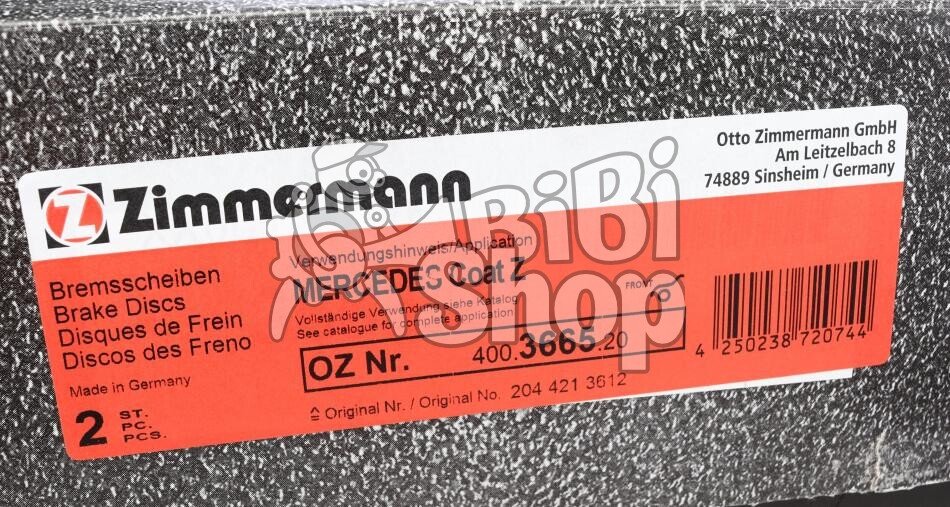 Otto Zimmermann GmbH
Am Leitzelbach 8
74889 Sinsheim / Germany
Z Zimmermann
Bremsscheiben
Brake Discs
Disques de Frein
Discos des Freno
Made in Germany
2 ST.
PC.
PCS.
Verwendungshinweis/Application
MERCEDES Coat Z
Vollständige Verwendung siehe Katalog
See catalogue for complete application
FRONT
OZ Nr. 400.3665.20
≙ Original Nr. / Original No. 204 421 3612
4 250238 720744
BiBi
Shop